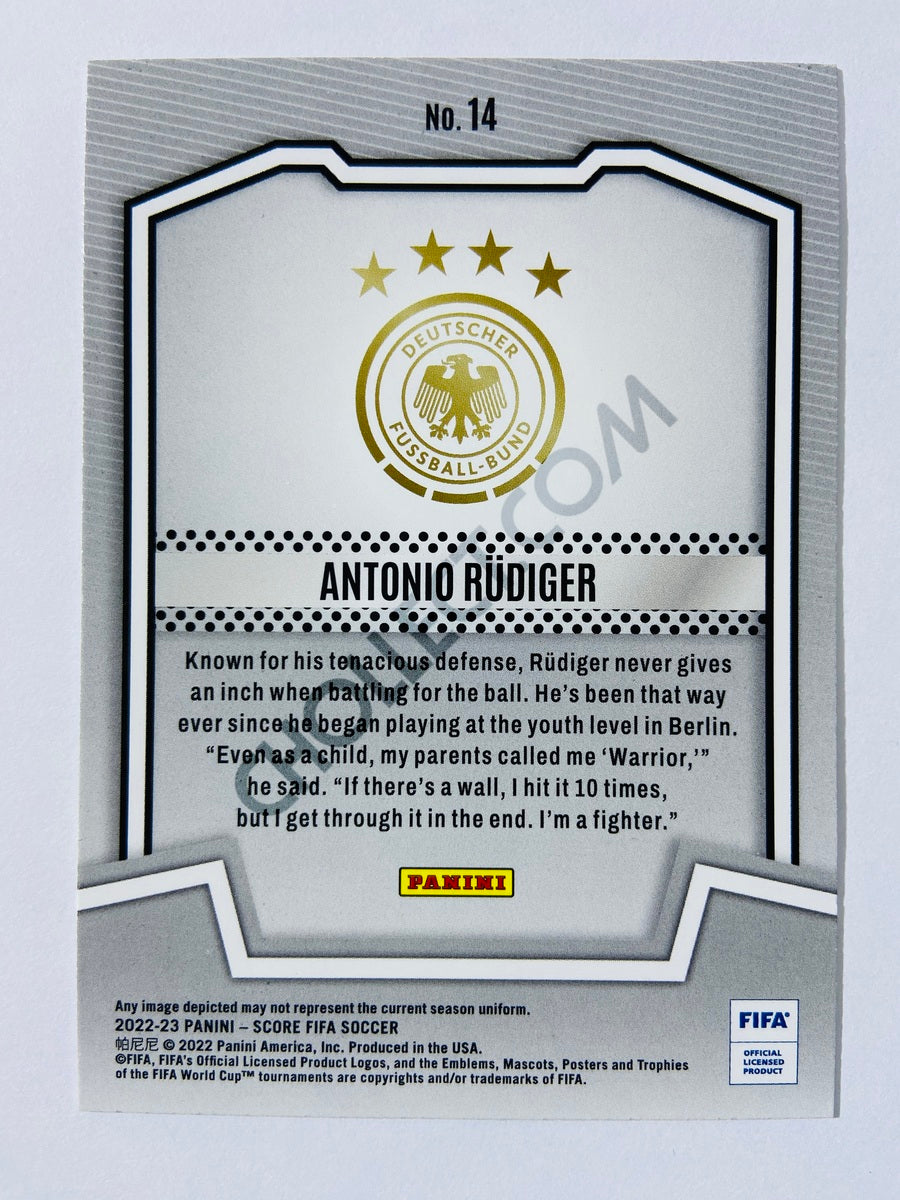 No. 14
DEUTSCHER
FUSSBALL-BUND
ANTONIO RÜDIGER
Known for his tenacious defense, Rüdiger never gives
an inch when battling for the ball. He's been that way
ever since he began playing at the youth level in Berlin.
“Even as a child, my parents called me ‘Warrior,’”
he said. “If there's a wall, I hit it 10 times,
but I get through it in the end. I'm a fighter.”
CHOLLECT.COM
PANINI
Any image depicted may not represent the current season uniform.
2022-23 PANINI – SCORE FIFA SOCCER
帕尼尼 © 2022 Panini America, Inc. Produced in the USA.
©FIFA, FIFA's Official Licensed Product Logos, and the Emblems, Mascots, Posters and Trophies
of the FIFA World Cup™ tournaments are copyrights and/or trademarks of FIFA.
FIFA®
OFFICIAL
LICENSED
PRODUCT